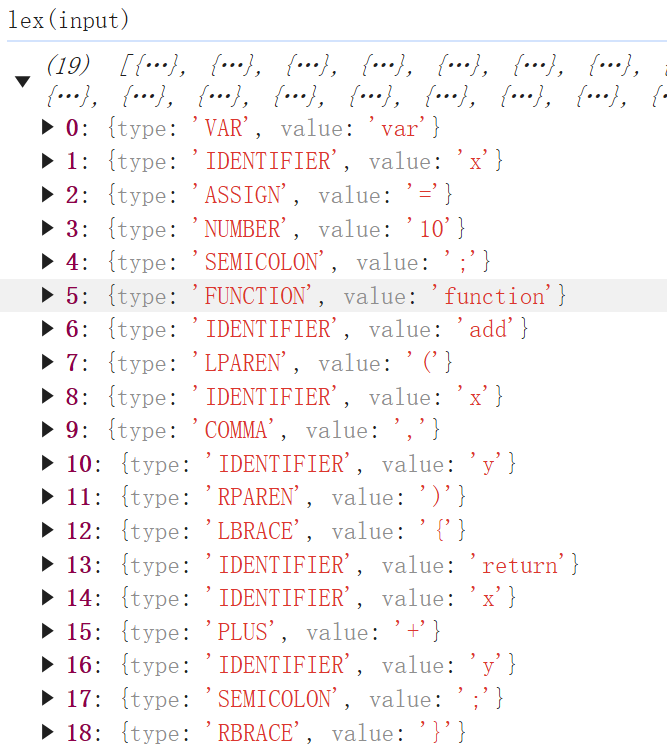 lex(input)
(19) [{…}, {…}, {…}, {…}, {…}, {…}, {…},
{…}, {…}, {…}, {…}, {…}, {…}, {…}, {…},
0: {type: 'VAR', value: 'var'}
1: {type: 'IDENTIFIER', value: 'x'}
2: {type: 'ASSIGN', value: '='}
3: {type: 'NUMBER', value: '10'}
4: {type: 'SEMICOLON', value: ';'}
5: {type: 'FUNCTION', value: 'function'}
6: {type: 'IDENTIFIER', value: 'add'}
7: {type: 'LPAREN', value: '('}
8: {type: 'IDENTIFIER', value: 'x'}
9: {type: 'COMMA', value: ','}
10: {type: 'IDENTIFIER', value: 'y'}
11: {type: 'RPAREN', value: ')'}
12: {type: 'LBRACE', value: '{'}
13: {type: 'IDENTIFIER', value: 'return'}
14: {type: 'IDENTIFIER', value: 'x'}
15: {type: 'PLUS', value: '+'}
16: {type: 'IDENTIFIER', value: 'y'}
17: {type: 'SEMICOLON', value: ';'}
18: {type: 'RBRACE', value: '}'}